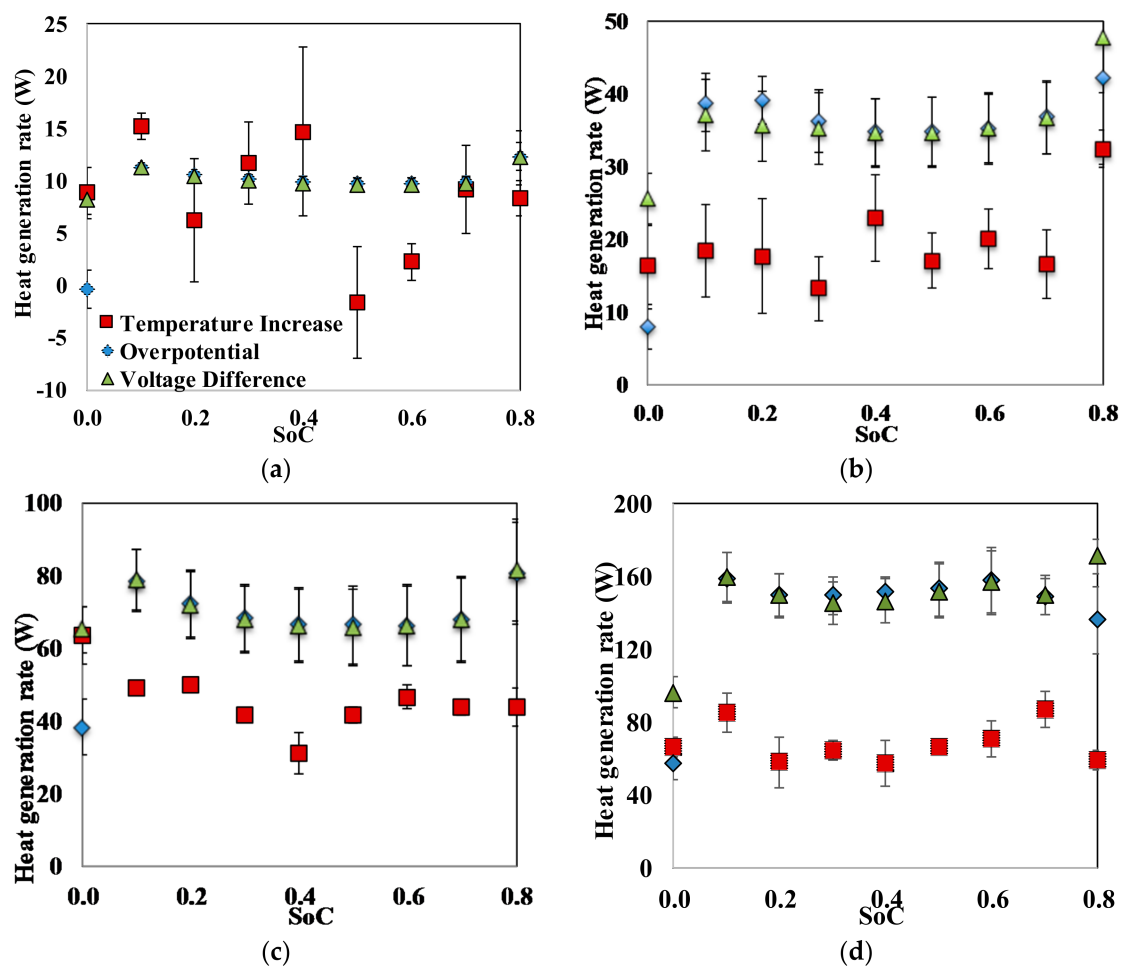 25
20
15
10
5
0
-5
-10
Heat generation rate (W)
Temperature Increase
Overpotential
Voltage Difference
0.0 0.2 0.4 0.6 0.8
SoC
(a)
50
40
30
20
10
0
Heat generation rate (W)
0.0 0.2 0.4 0.6 0.8
SoC
(b)
100
80
60
40
20
0
Heat generation rate (W)
0.0 0.2 0.4 0.6 0.8
SoC
(c)
200
160
120
80
40
0
Heat generation rate (W)
0.0 0.2 0.4 0.6 0.8
SoC
(d)